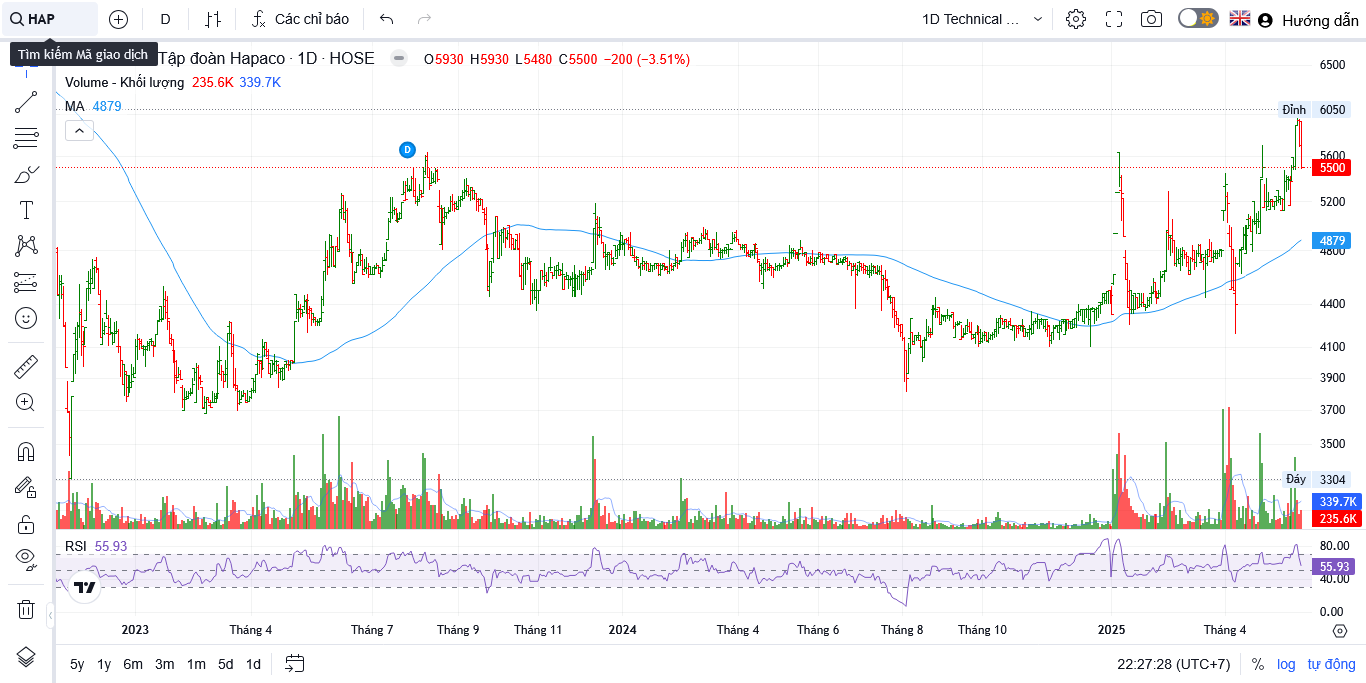 HAP
D
Các chỉ báo
1D Technical ...
Hướng dẫn
Tìm kiếm Mã giao dịch
Tập đoàn Hapaco · 1D · HOSE
O5930 H5930 L5480 C5500 −200 (−3.51%)
Volume - Khối lượng 235.6K 339.7K
MA 4879
D
6500
Đỉnh 6050
5600
5500
5200
4879
4800
4400
4100
3900
3700
3500
Đáy 3304
339.7K
235.6K
RSI 55.93
80.00
55.93
40.00
0.00
2023 Tháng 4 Tháng 7 Tháng 9 Tháng 11 2024 Tháng 4 Tháng 6 Tháng 8 Tháng 10 2025 Tháng 4
5y 1y 6m 3m 1m 5d 1d
22:27:28 (UTC+7) % log tự động